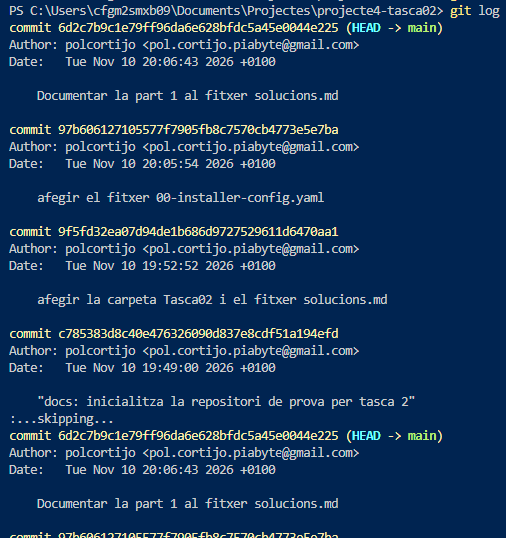 PS C:\Users\cfgm2smxb09\Documents\Projectes\projecte4-tasca02> git log
commit 6d2c7b9c1e79ff96da6e628bfdc5a45e0044e225 (HEAD -> main)
Author: polcortijo <pol.cortijo.piabyte@gmail.com>
Date:   Tue Nov 10 20:06:43 2026 +0100

    Documentar la part 1 al fitxer solucions.md

commit 97b606127105577f7905fb8c7570cb4773e5e7ba
Author: polcortijo <pol.cortijo.piabyte@gmail.com>
Date:   Tue Nov 10 20:05:54 2026 +0100

    afegir el fitxer 00-installer-config.yaml

commit 9f5fd32ea07d94de1b686d9727529611d6470aa1
Author: polcortijo <pol.cortijo.piabyte@gmail.com>
Date:   Tue Nov 10 19:52:52 2026 +0100

    afegir la carpeta Tasca02 i el fitxer solucions.md

commit c785383d8c40e476326090d837e8cdf51a194efd
Author: polcortijo <pol.cortijo.piabyte@gmail.com>
Date:   Tue Nov 10 19:49:00 2026 +0100

    "docs: inicialitza la repositori de prova per tasca 2"
:...skipping...
commit 6d2c7b9c1e79ff96da6e628bfdc5a45e0044e225 (HEAD -> main)
Author: polcortijo <pol.cortijo.piabyte@gmail.com>
Date:   Tue Nov 10 20:06:43 2026 +0100

    Documentar la part 1 al fitxer solucions.md

commit 97b606127105577f7905fb8c7570cb4773e5e7ba